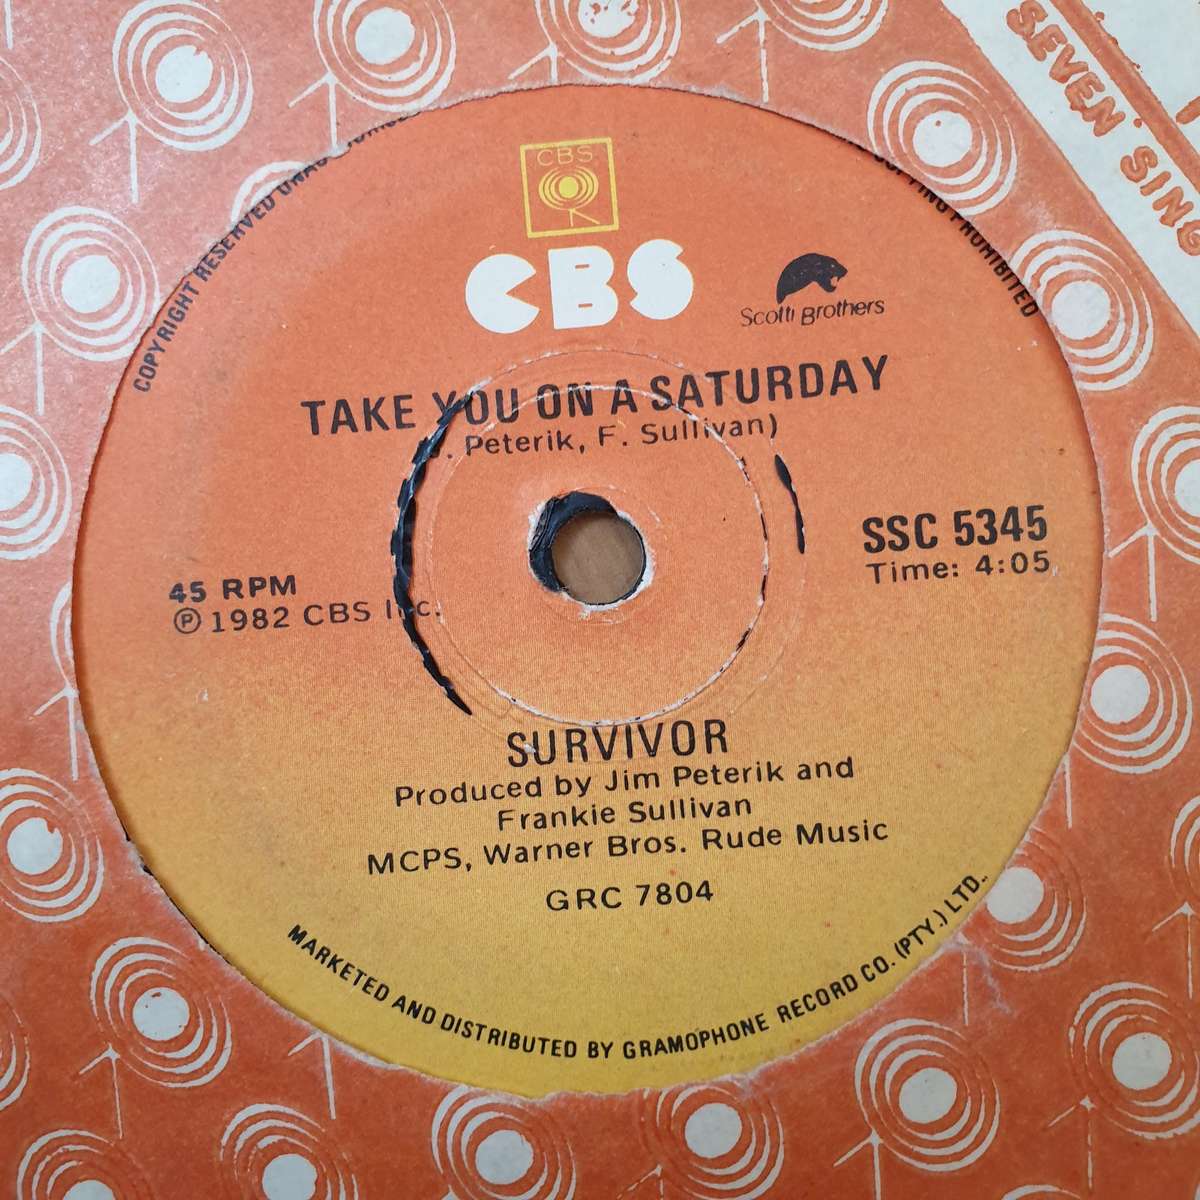 SEVEN SING
COPYRIGHT RESERVED
COPYING PROHIBITED
CBS
CBS
Scotti Brothers
TAKE YOU ON A SATURDAY
Peterik, F. Sullivan)
SSC 5345
Time: 4:05
45 RPM
℗ 1982 CBS Inc.
SURVIVOR
Produced by Jim Peterik and
Frankie Sullivan
MCPS, Warner Bros. Rude Music
GRC 7804
MARKETED AND DISTRIBUTED BY GRAMOPHONE RECORD CO. (PTY.) LTD.